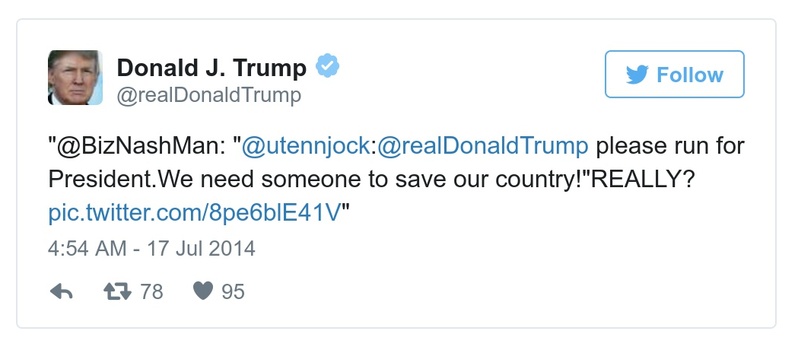 Donald J. Trump
@realDonaldTrump
Follow
"@BizNashMan: "@utennjock:@realDonaldTrump please run for
President.We need someone to save our country!"REALLY?
pic.twitter.com/8pe6blE41V"
4:54 AM - 17 Jul 2014
78 95